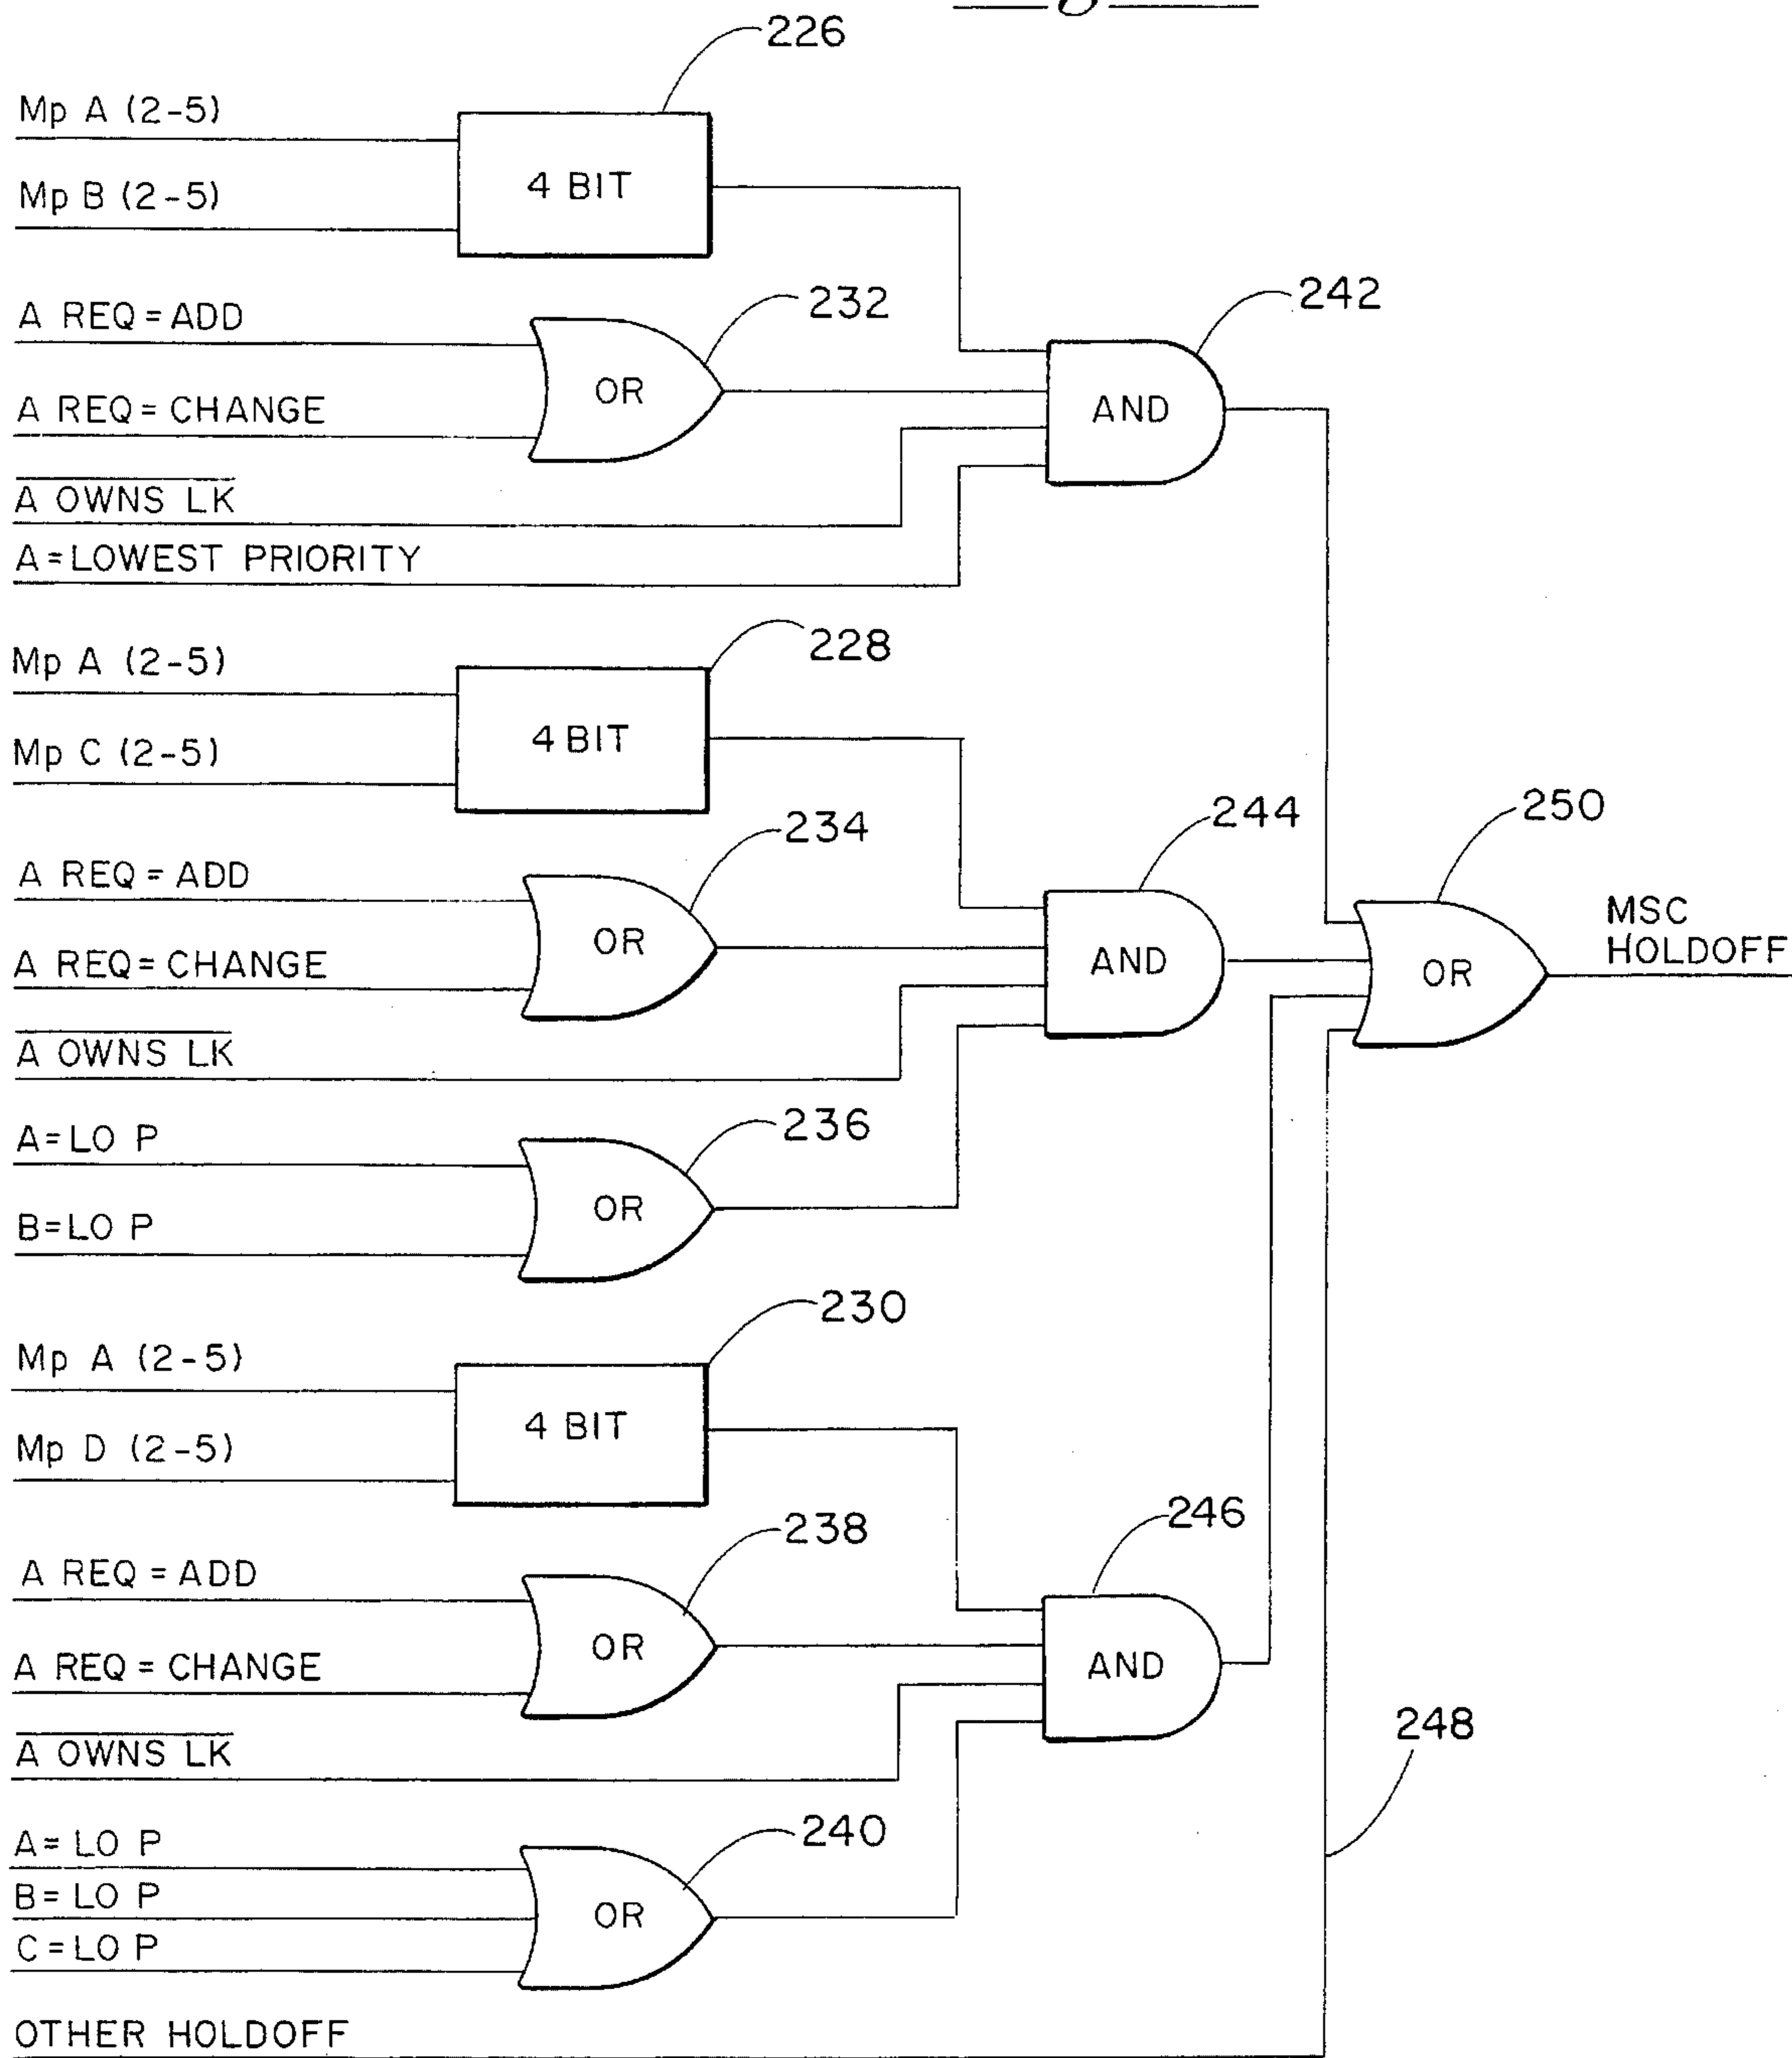 226
Mp A (2-5)
Mp B (2-5)
4 BIT
A REQ = ADD
232
242
OR
AND
A REQ = CHANGE
A OWNS LK
A = LOWEST PRIORITY
Mp A (2-5)
228
Mp C (2-5)
4 BIT
234
244
250
A REQ = ADD
OR
AND
MSC
HOLDOFF
OR
A REQ = CHANGE
A OWNS LK
A = LO P
236
B = LO P
OR
230
Mp A (2-5)
Mp D (2-5)
4 BIT
238
246
A REQ = ADD
OR
AND
A REQ = CHANGE
A OWNS LK
248
A = LO P
240
B = LO P
OR
C = LO P
OTHER HOLDOFF